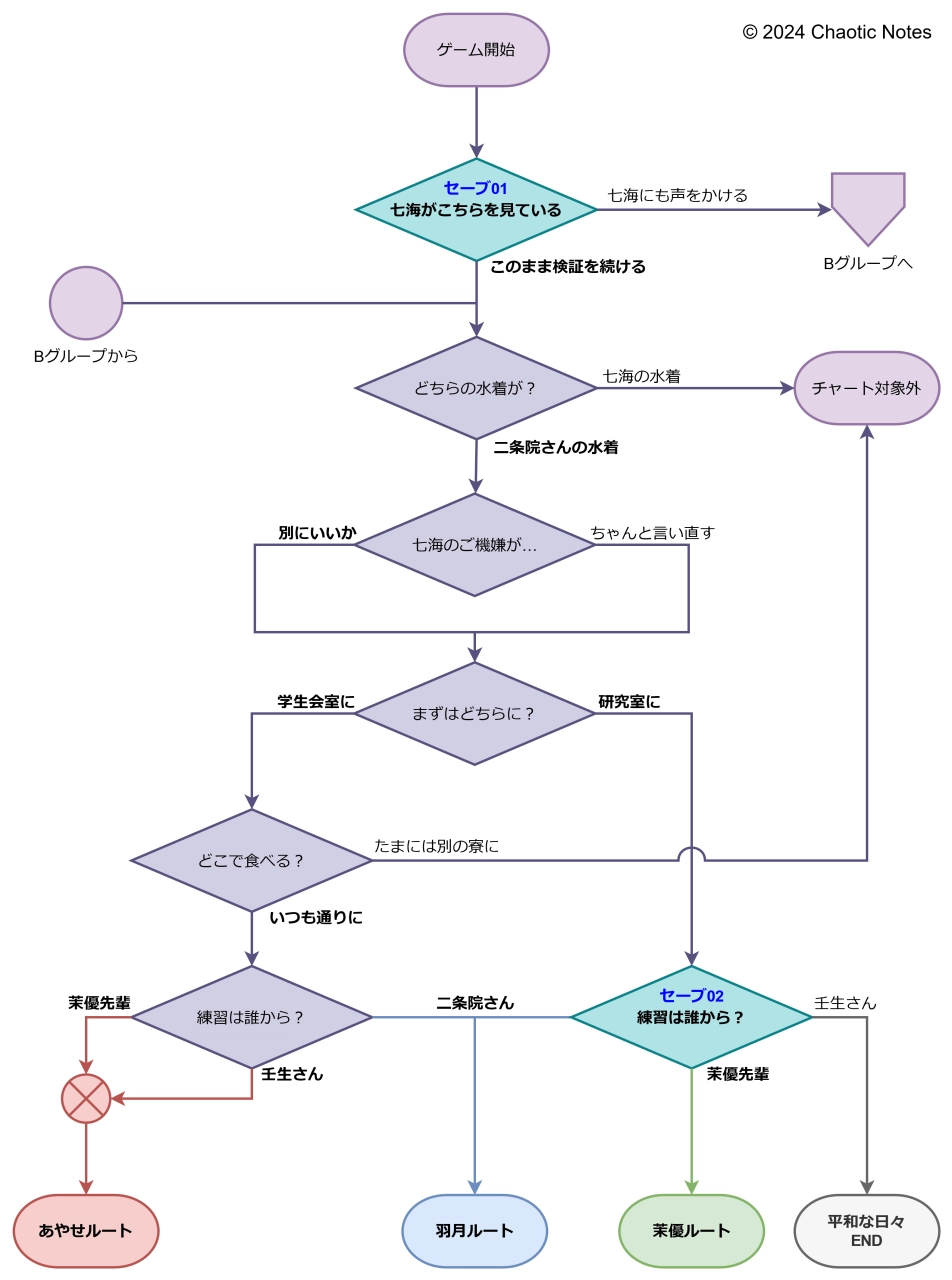 © 2024 Chaotic Notes
ゲーム開始
セーブ01
七海がこちらを見ている
七海にも声をかける
Bグループへ
このまま検証を続ける
Bグループから
どちらの水着が？
七海の水着
チャート対象外
二条院さんの水着
別にいいか
七海のご機嫌が…
ちゃんと言い直す
学生会室に
まずはどちらに？
研究室に
どこで食べる？
たまには別の寮に
いつも通りに
茉優先輩
練習は誰から？
二条院さん
セーブ02
練習は誰から？
壬生さん
壬生さん
茉優先輩
あやせルート
羽月ルート
茉優ルート
平和な日々
END